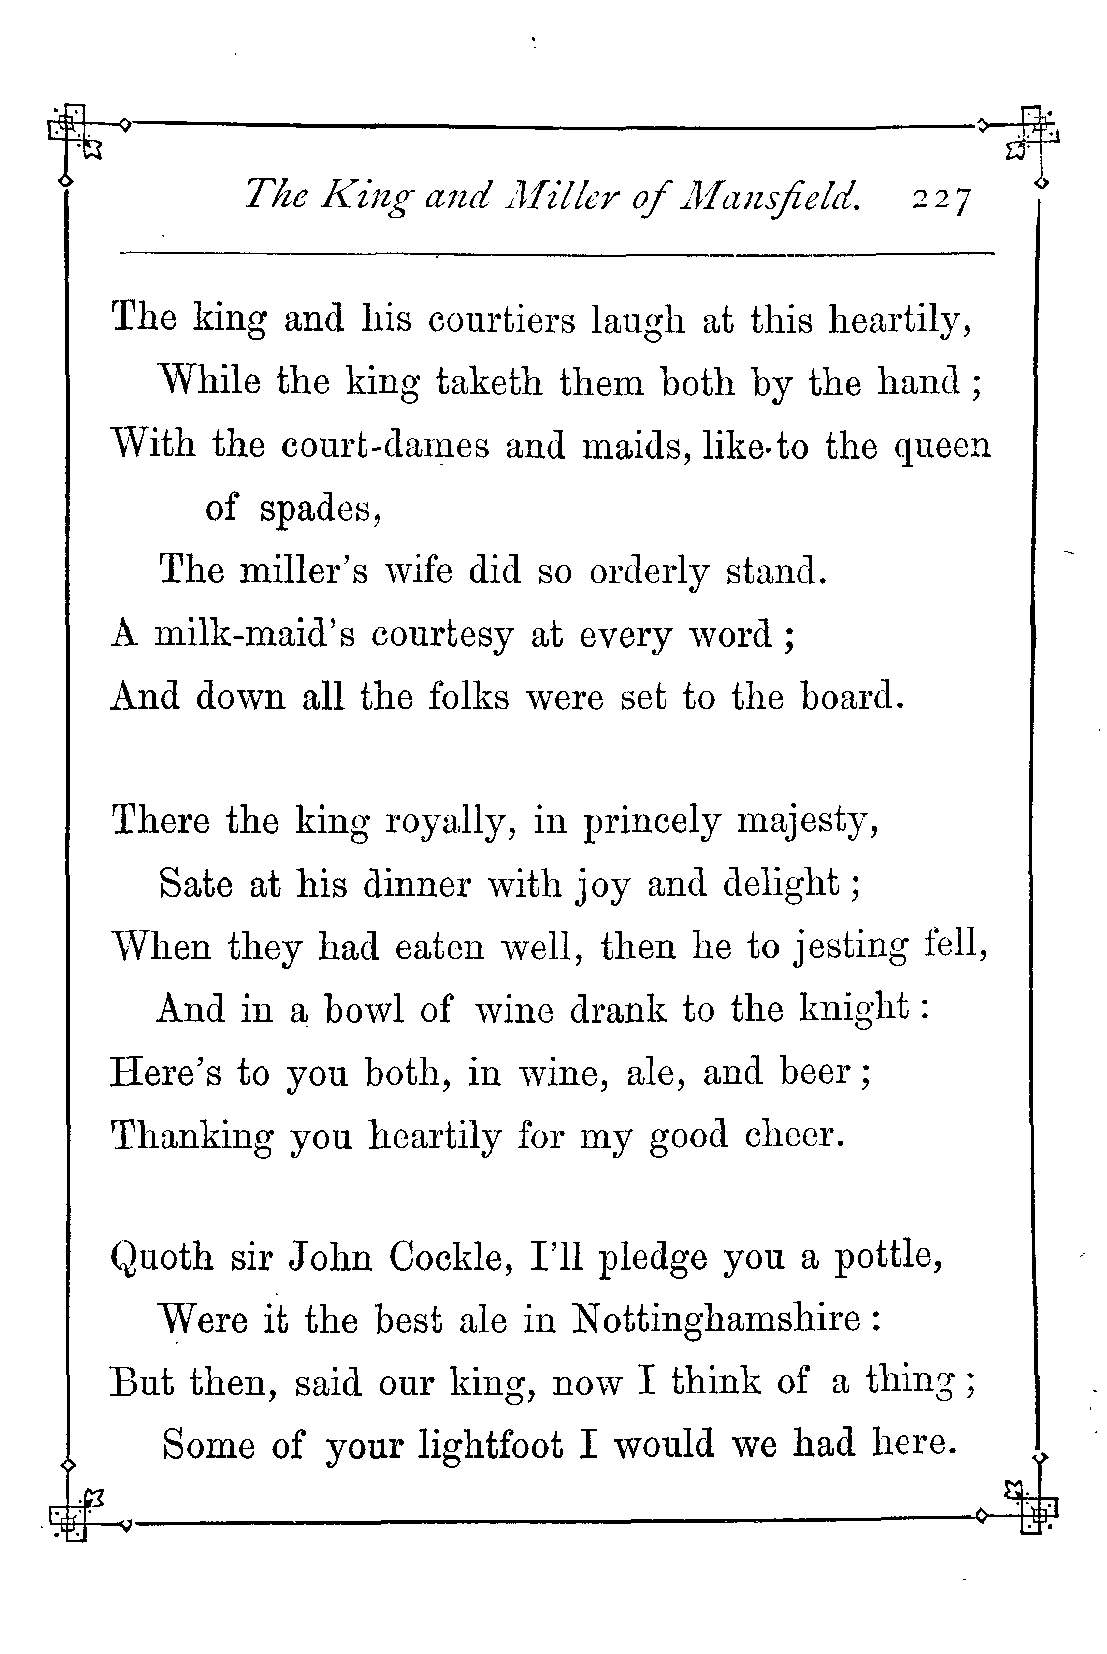 The King and Miller of Mansfield. 227
The king and his courtiers laugh at this heartily,
While the king taketh them both by the hand ;
With the court-dames and maids, like to the queen
of spades,
The miller's wife did so orderly stand.
A milk-maid's courtesy at every word ;
And down all the folks were set to the board.
There the king royally, in princely majesty,
Sate at his dinner with joy and delight ;
When they had eaten well, then he to jesting fell,
And in a bowl of wine drank to the knight :
Here's to you both, in wine, ale, and beer ;
Thanking you heartily for my good cheer.
Quoth sir John Cockle, I'll pledge you a pottle,
Were it the best ale in Nottinghamshire :
But then, said our king, now I think of a thing ;
Some of your lightfoot I would we had here.